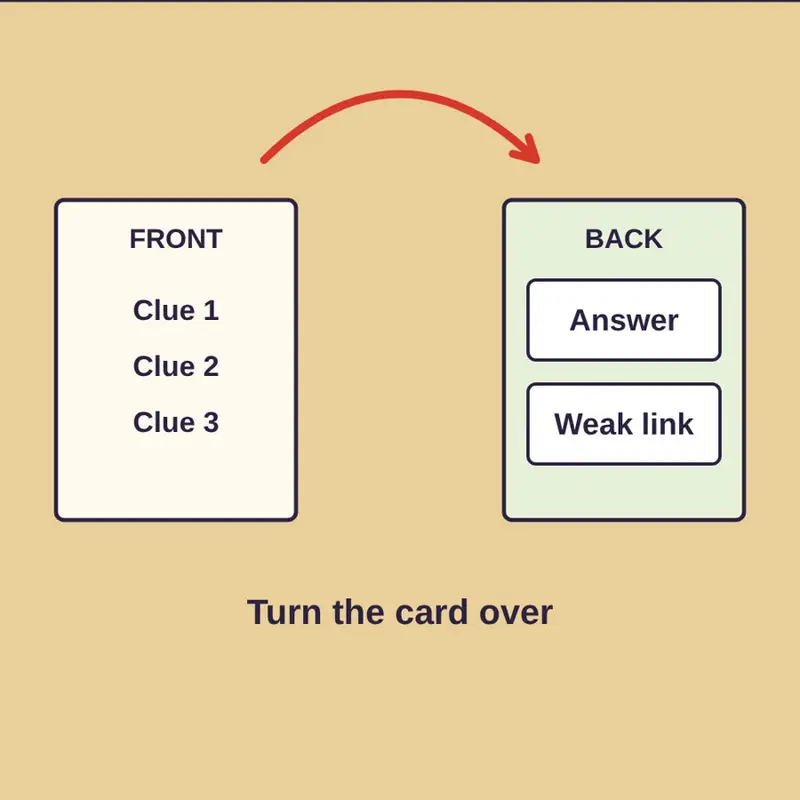 FRONT
Clue 1
Clue 2
Clue 3
BACK
Answer
Weak link
Turn the card over